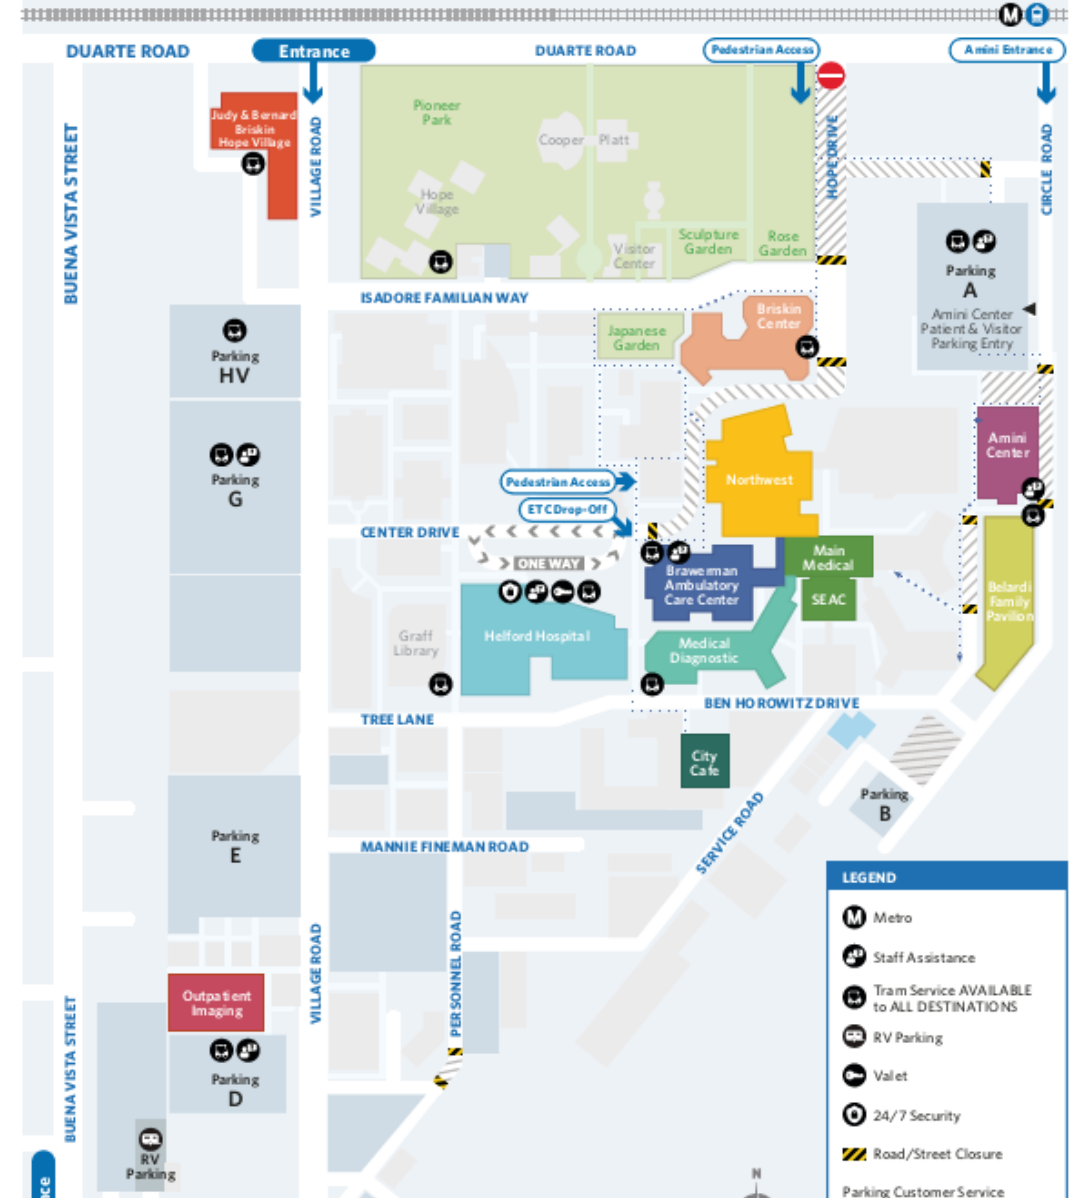 M
DUARTE ROAD
Entrance
DUARTE ROAD
Pedestrian Access
Amini Entrance
BUENA VISTA STREET
Judy & Bernard
Briskin
Hope Village
VILLAGE ROAD
Pioneer
Park
Cooper
Platt
Hope
Village
Visitor
Center
Sculpture
Garden
Rose
Garden
HOPE DRIVE
CIRCLE ROAD
Parking
A
Amini Center
Patient & Visitor
Parking Entry
ISADORE FAMILIAN WAY
Japanese
Garden
Briskin
Center
Parking
HV
Parking
G
Northwest
Amini
Center
Pedestrian Access
ETC Drop-Off
CENTER DRIVE
ONE WAY
Main
Medical
Brawerman
Ambulatory
Care Center
SEAC
Belardi
Family
Pavilion
Graff
Library
Helford Hospital
Medical
Diagnostic
BEN HOROWITZ DRIVE
TREE LANE
City
Cafe
Parking
B
SERVICE ROAD
Parking
E
MANNIE FINEMAN ROAD
VILLAGE ROAD
PERSONNEL ROAD
Outpatient
Imaging
BUENA VISTA STREET
Parking
D
RV
Parking
nce
N
LEGEND
M Metro
Staff Assistance
Tram Service AVAILABLE
to ALL DESTINATIONS
RV Parking
Valet
24/7 Security
Road/Street Closure
Parking Customer Service